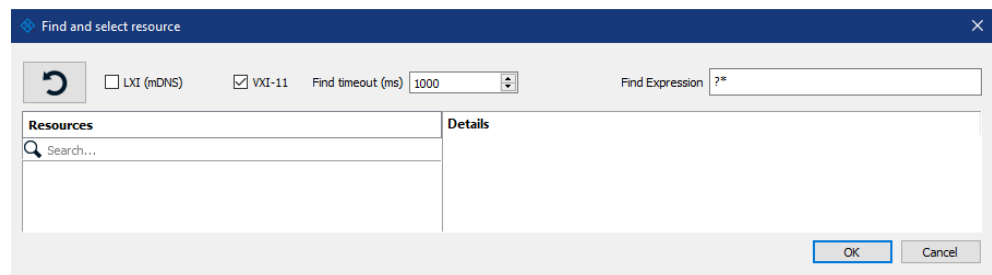 Find and select resource
LXI (mDNS) VXI-11 Find timeout (ms) 1000 Find Expression ?*
Resources Details
Search...
OK Cancel